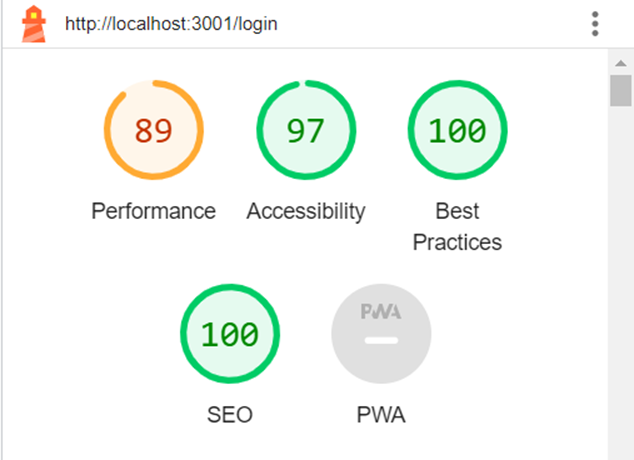 http://localhost:3001/login
89 97 100
Performance Accessibility Best
Practices
100 PWA
SEO PWA